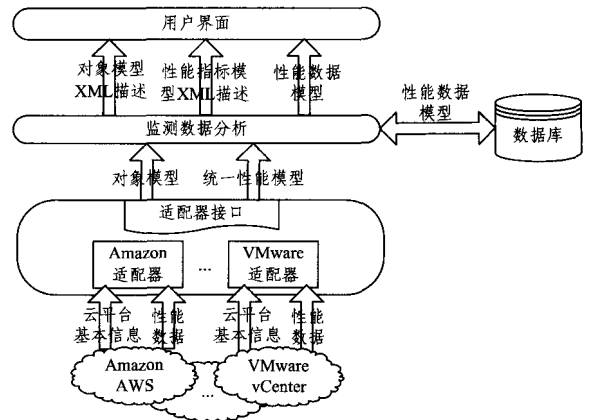 用户界面
对象模型 性能指标模 性能数据
XML描述 型XML描述 模型
性能数据
模型
监测数据分析
数据库
对象模型 统一性能模型
适配器接口
Amazon ... VMware
适配器 适配器
云平台 性能 云平台 性能
基本信息 数据 基本信息 数据
Amazon VMware
AWS ... vCenter